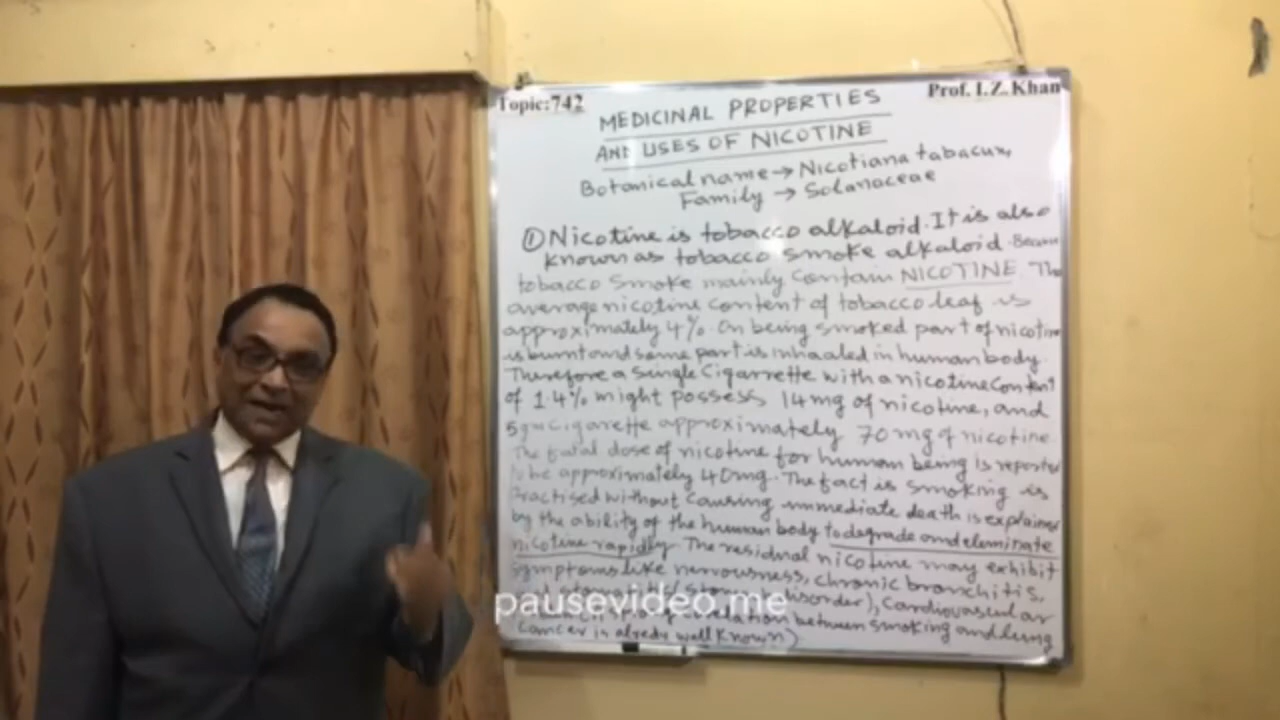 Topic:742
Prof. I.Z. Khan
MEDICINAL PROPERTIES
AND USES OF NICOTINE
Botanical name → Nicotiana tabacum
Family → Solanaceae
① Nicotine is tobacco alkaloid. It is also
known as tobacco smoke alkaloid.
tobacco smoke mainly contain NICOTINE. The
average nicotine content of tobacco leaf is
approximately 4%. On being smoked part of nicotine
is burnt and some part is inhaled in human body.
Therefore a single cigarrette with a nicotine content
of 1.4% might possess 14mg of nicotine, and
cigarette approximately 70 mg of nicotine.
The fatal dose of nicotine for human being is reported
to be approximately 40mg. The fact is smoking is
Practised without causing immediate death is explained
by the ability of the human body to degrade and eleminate
nicotine rapidly. The residual nicotine may exhibit
symptoms like nervousness, chronic bronchitis,
disorder), Cardiovascular
relation between smoking and lung
cancer is already well known)
pausevideo.me